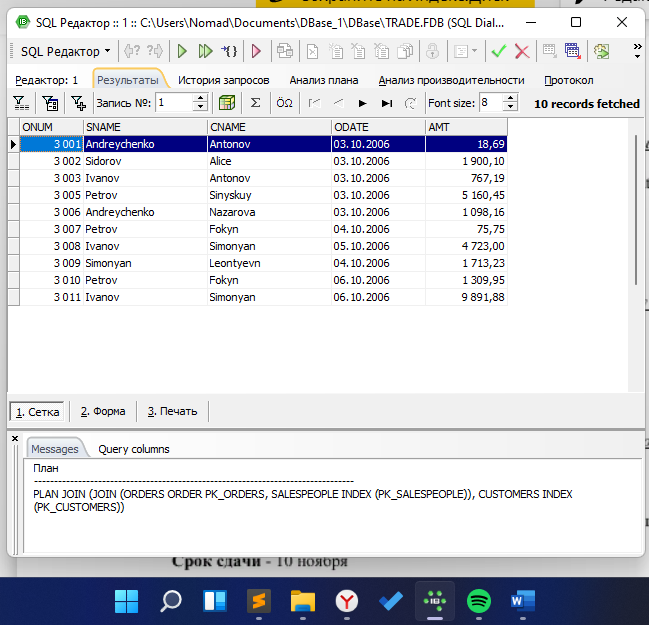 SQL Редактор :: 1 :: C:\Users\Nomad\Documents\DBase_1\DBase\TRADE.FDB (SQL Dial...
SQL Редактор
Редактор: 1 Результаты История запросов Анализ плана Анализ производительности Протокол
Запись №: 1 Σ ÖΩ Font size: 8 10 records fetched
ONUM SNAME CNAME ODATE AMT
3 001 Andreychenko Antonov 03.10.2006 18,69
3 002 Sidorov Alice 03.10.2006 1 900,10
3 003 Ivanov Antonov 03.10.2006 767,19
3 005 Petrov Sinyskuy 03.10.2006 5 160,45
3 006 Andreychenko Nazarova 03.10.2006 1 098,16
3 007 Petrov Fokyn 04.10.2006 75,75
3 008 Ivanov Simonyan 05.10.2006 4 723,00
3 009 Simonyan Leontyevn 04.10.2006 1 713,23
3 010 Petrov Fokyn 06.10.2006 1 309,95
3 011 Ivanov Simonyan 06.10.2006 9 891,88
1. Сетка 2. Форма 3. Печать
Messages Query columns
План
PLAN JOIN (JOIN (ORDERS ORDER PK_ORDERS, SALESPEOPLE INDEX (PK_SALESPEOPLE)), CUSTOMERS INDEX
(PK_CUSTOMERS))
Срок сдачи - 10 ноября